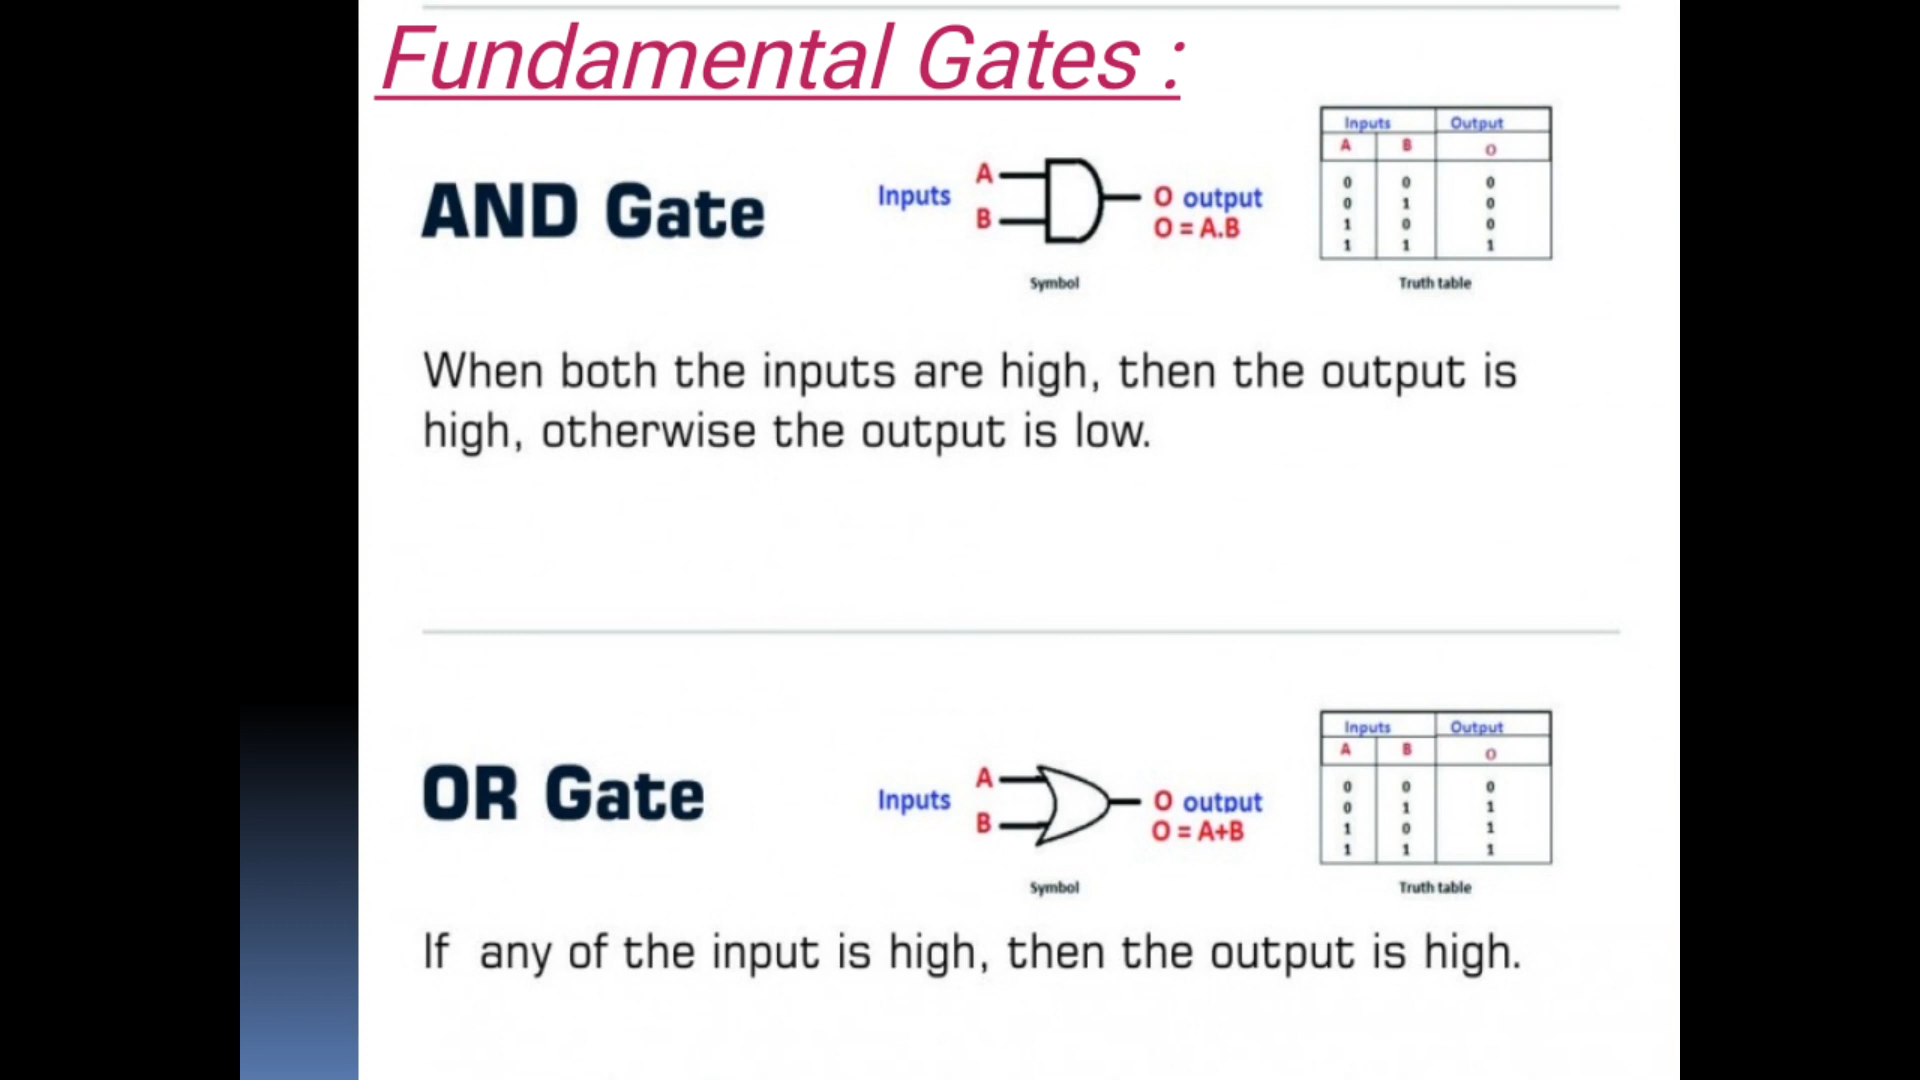 Fundamental Gates :
AND Gate
Inputs
A
B
O output
O = A.B
Symbol
Inputs Output
A B O
0 0 0
0 1 0
1 0 0
1 1 1
Truth table
When both the inputs are high, then the output is
high, otherwise the output is low.
OR Gate
Inputs
A
B
O output
O = A+B
Symbol
Inputs Output
A B O
0 0 0
0 1 1
1 0 1
1 1 1
Truth table
If any of the input is high, then the output is high.